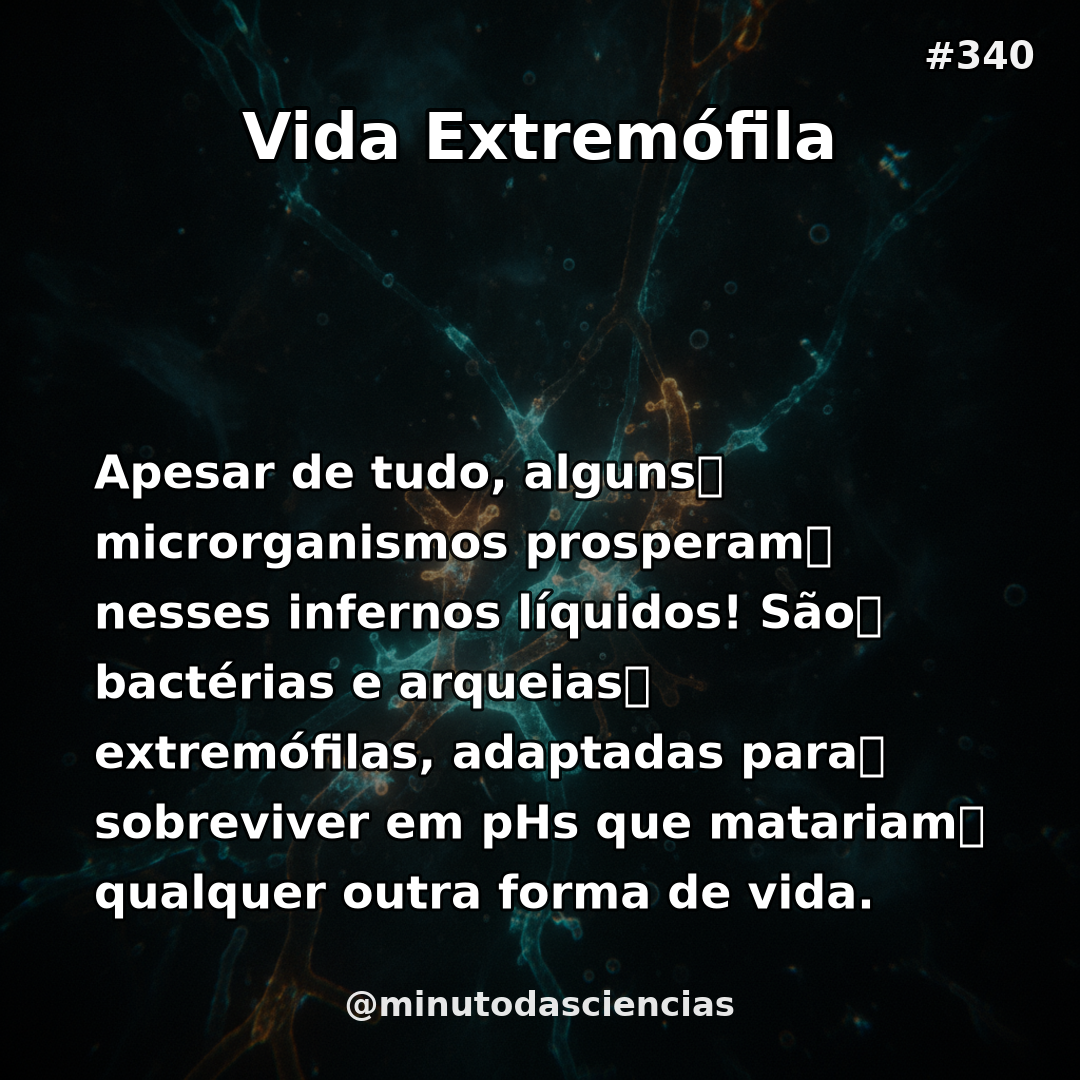 #340
Vida Extremófila
Apesar de tudo, alguns
microrganismos prosperam
nesses infernos líquidos! São
bactérias e arqueias
extremófilas, adaptadas para
sobreviver em pHs que matariam
qualquer outra forma de vida.
@minutodasciencias